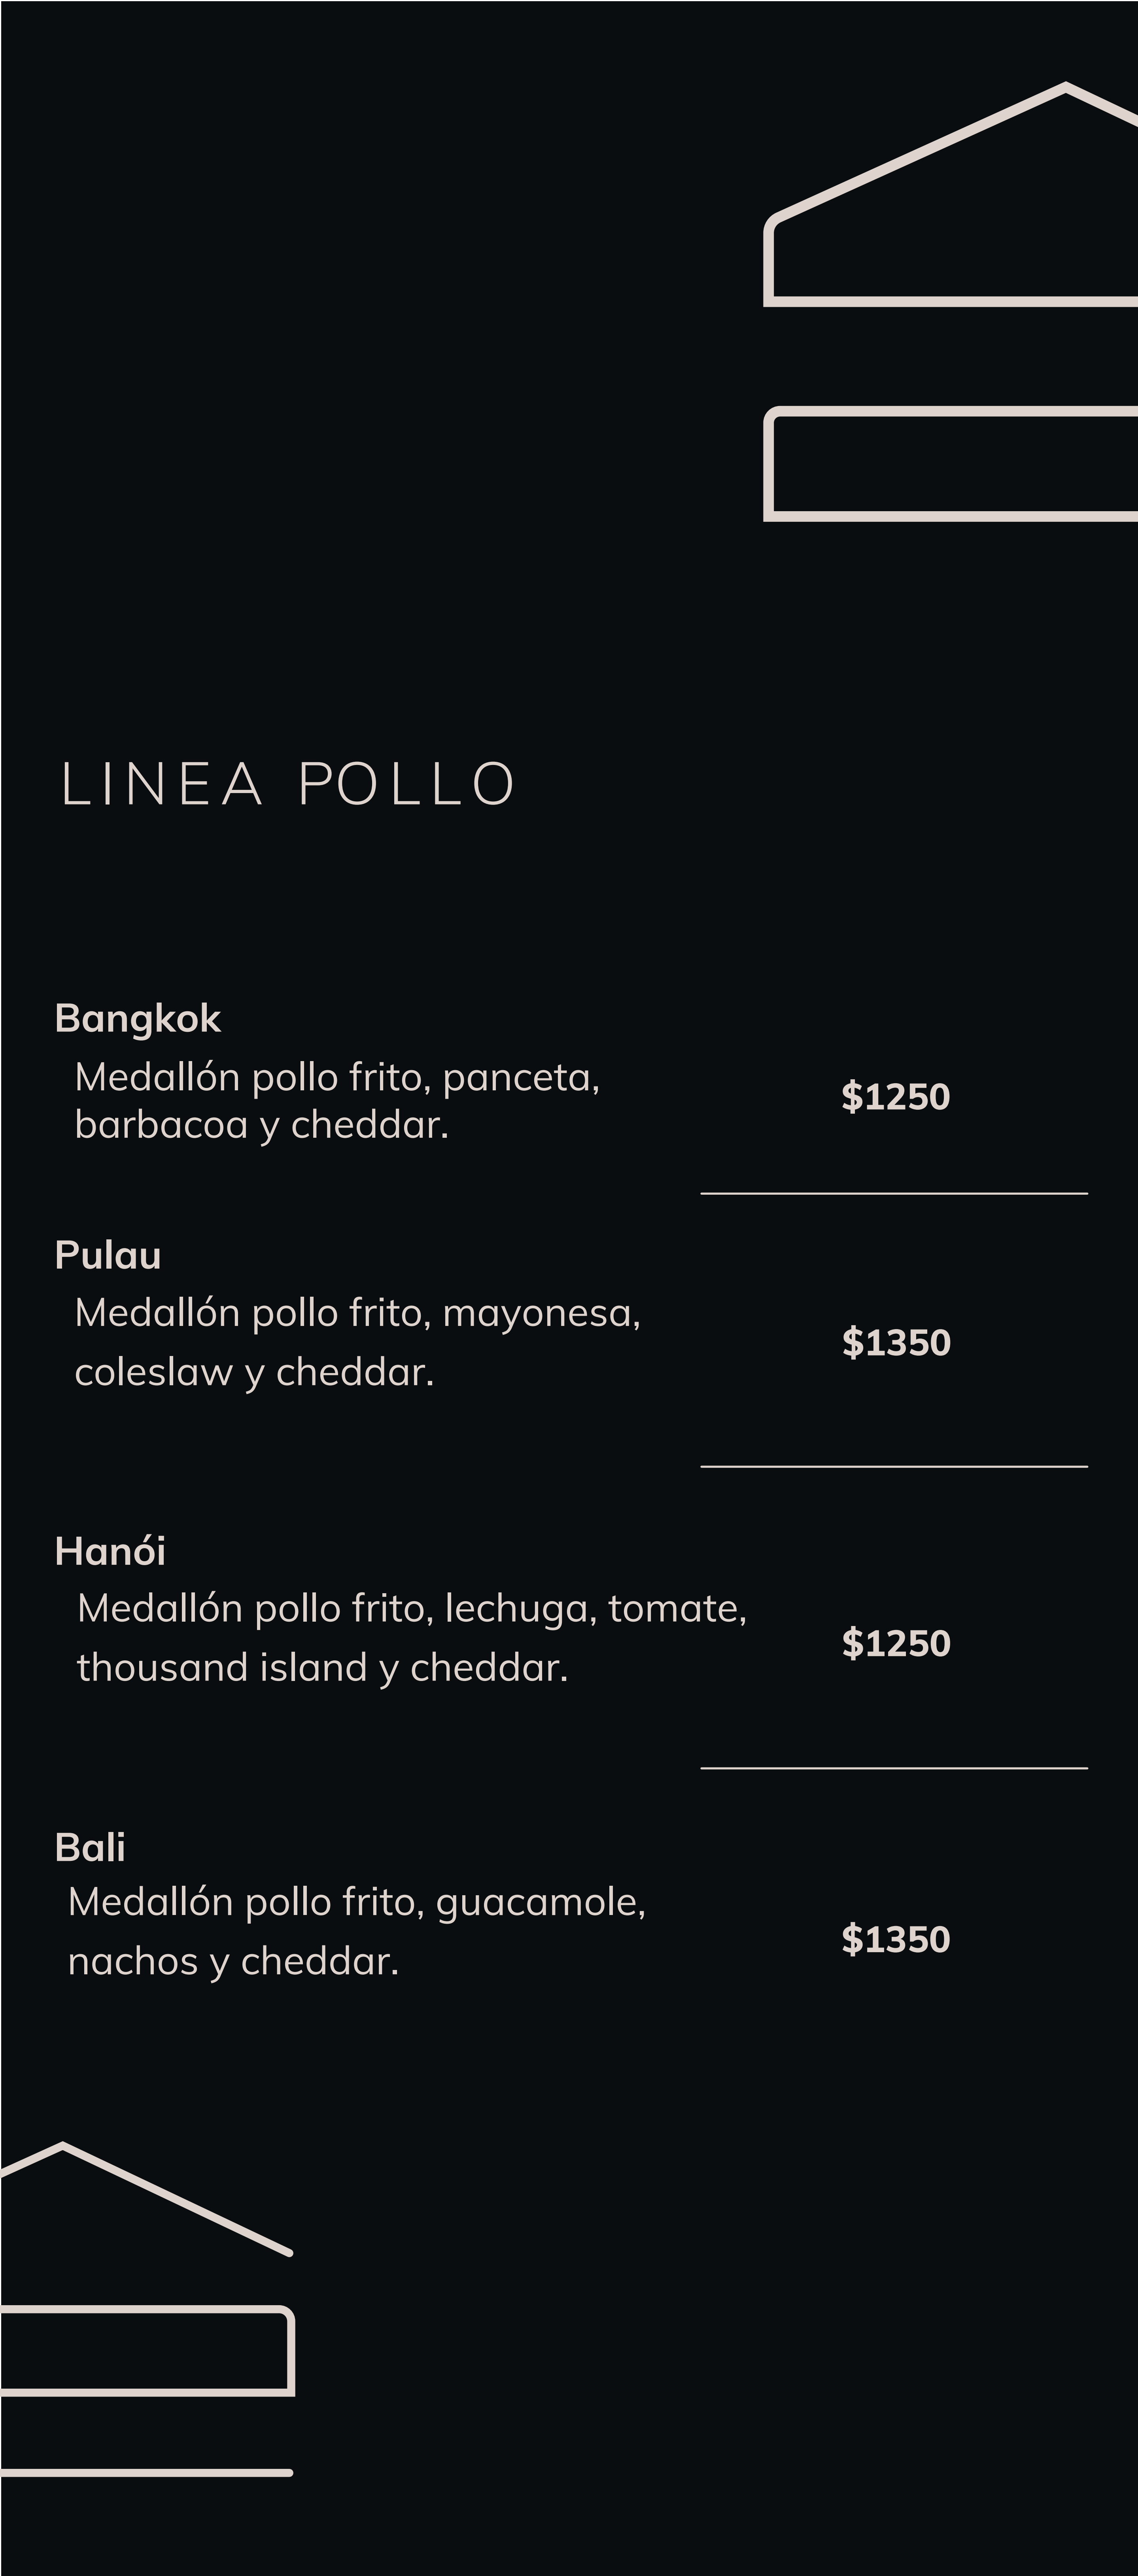 LINEA POLLO
Bangkok
Medallón pollo frito, panceta,
barbacoa y cheddar.
$1250
Pulau
Medallón pollo frito, mayonesa,
coleslaw y cheddar.
$1350
Hanói
Medallón pollo frito, lechuga, tomate,
thousand island y cheddar.
$1250
Bali
Medallón pollo frito, guacamole,
nachos y cheddar.
$1350